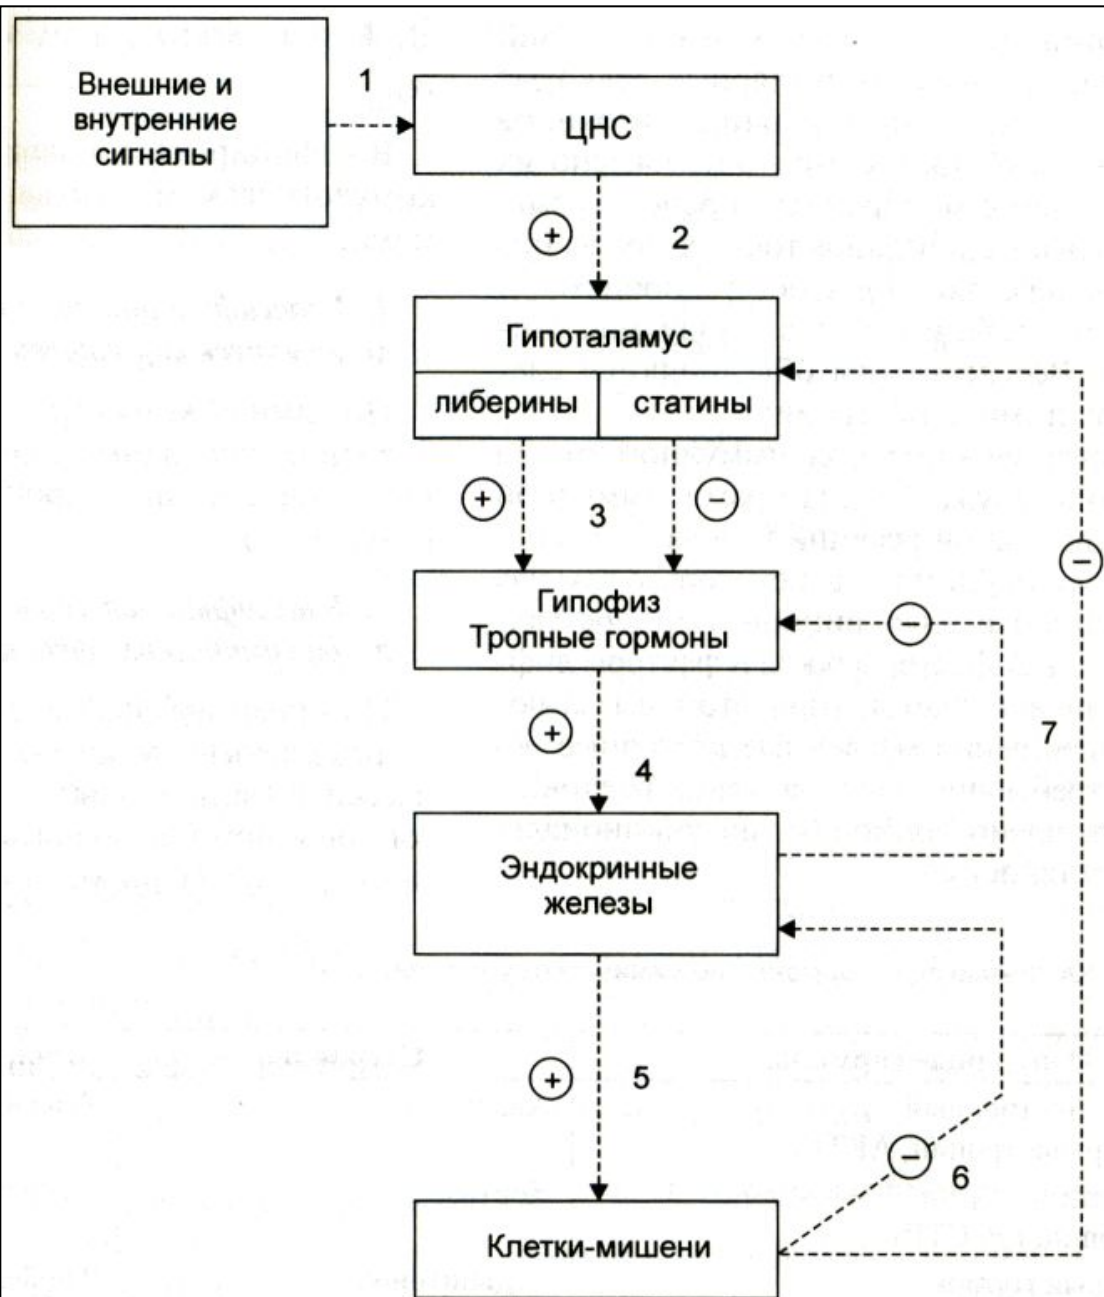 Внешние и
внутренние
сигналы
1
ЦНС
+
2
Гипоталамус
либерины
статины
+
3
−
−
Гипофиз
Тропные гормоны
−
7
+
4
Эндокринные
железы
+
5
−
6
Клетки-мишени